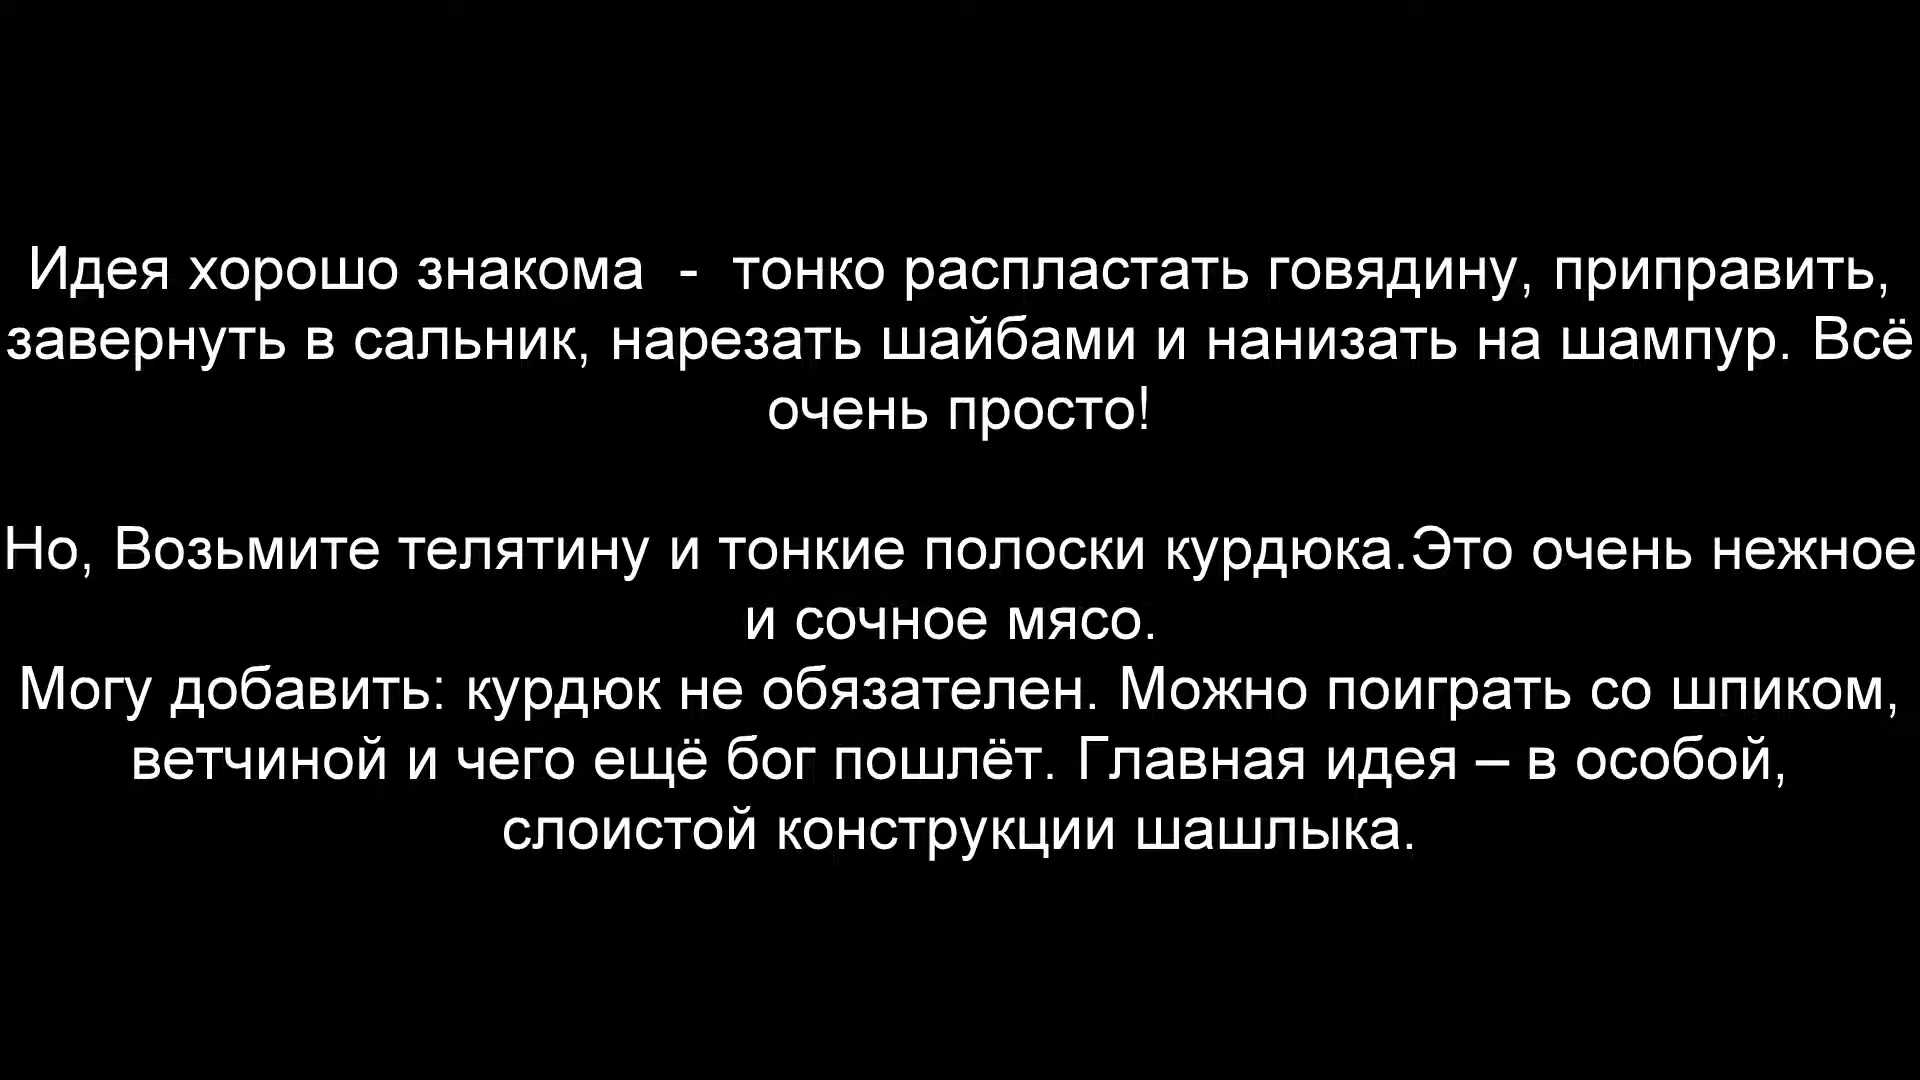 Идея хорошо знакома  -  тонко распластать говядину, приправить,
завернуть в сальник, нарезать шайбами и нанизать на шампур. Всё
очень просто!
Но, Возьмите телятину и тонкие полоски курдюка.Это очень нежное
и сочное мясо.
Могу добавить: курдюк не обязателен. Можно поиграть со шпиком,
ветчиной и чего ещё бог пошлёт. Главная идея – в особой,
слоистой конструкции шашлыка.